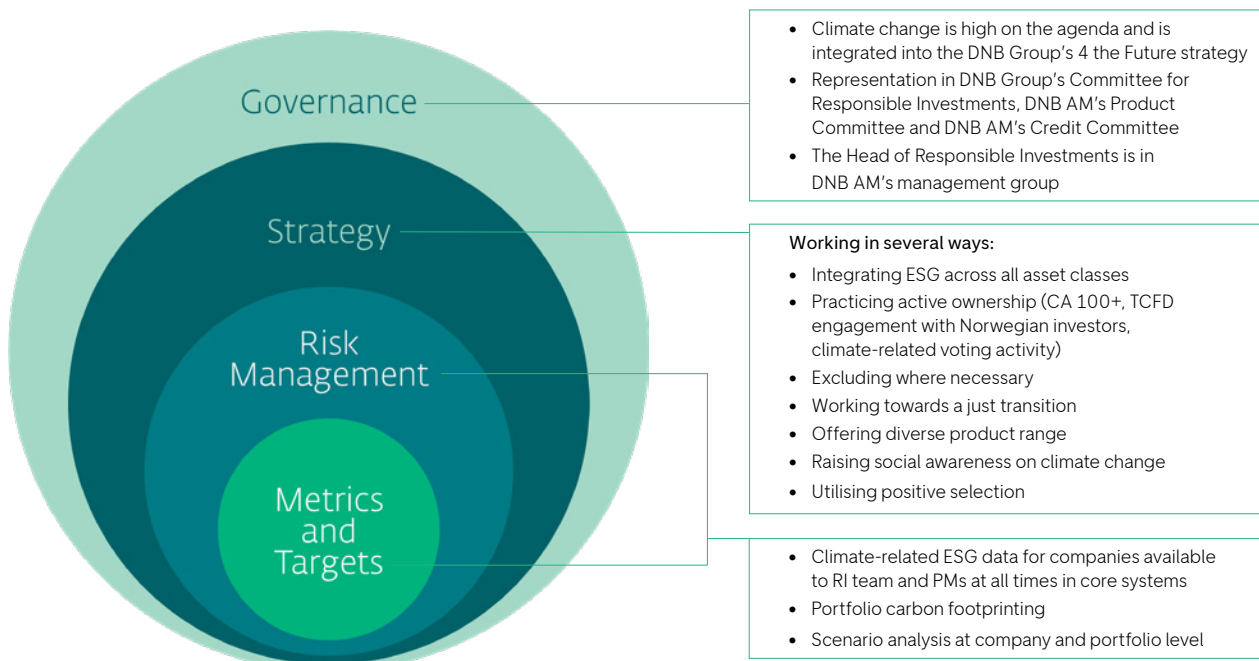 Governance
Strategy
Risk
Management
Metrics
and
Targets
• Climate change is high on the agenda and is
integrated into the DNB Group's 4 the Future strategy
• Representation in DNB Group's Committee for
Responsible Investments, DNB AM's Product
Committee and DNB AM's Credit Committee
• The Head of Responsible Investments is in
DNB AM's management group
Working in several ways:
• Integrating ESG across all asset classes
• Practicing active ownership (CA 100+, TCFD
engagement with Norwegian investors,
climate-related voting activity)
• Excluding where necessary
• Working towards a just transition
• Offering diverse product range
• Raising social awareness on climate change
• Utilising positive selection
• Climate-related ESG data for companies available
to RI team and PMs at all times in core systems
• Portfolio carbon footprinting
• Scenario analysis at company and portfolio level